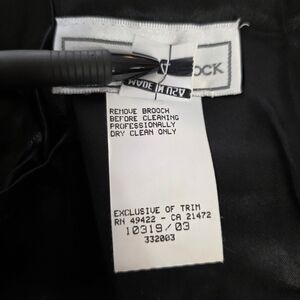 OCK
MADE IN USA
REMOVE BROOCH
BEFORE CLEANING
PROFESSIONALLY
DRY CLEAN ONLY
EXCLUSIVE OF TRIM
RN 49422 - CA 21472
10319/03
332003